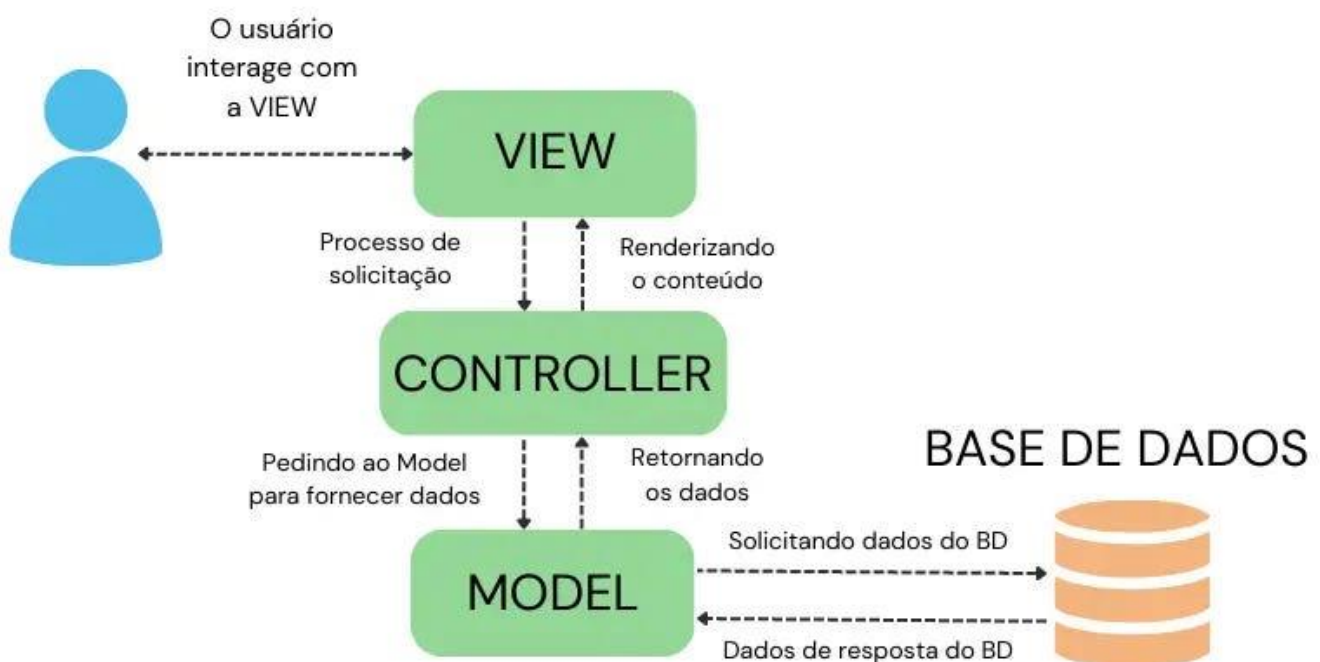 O usuário
interage com
a VIEW
VIEW
Processo de
solicitação
Renderizando
o conteúdo
CONTROLLER
Pedindo ao Model
para fornecer dados
Retornando
os dados
BASE DE DADOS
MODEL
Solicitando dados do BD
Dados de resposta do BD